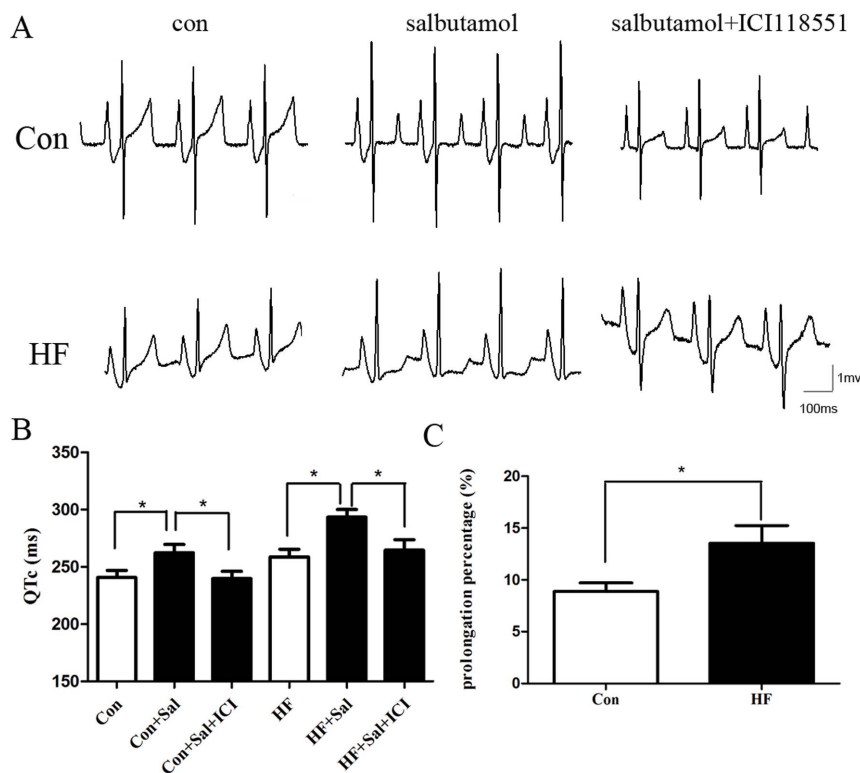 A
con
salbutamol
salbutamol+ICI118551
Con
HF
1mv
100ms
B
QTc (ms)
350
300
250
200
150
*
*
*
*
Con
Con+Sal
Con+Sal+ICI
HF
HF+Sal
HF+Sal+ICI
C
prolongation percentage (%)
20
15
10
5
0
*
Con
HF